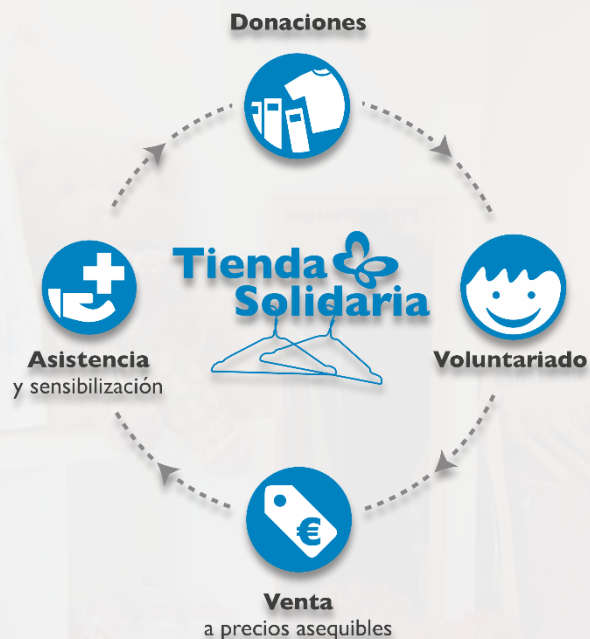 Donaciones
Tienda
Solidaria
Asistencia
y sensibilización
Voluntariado
€
Venta
a precios asequibles